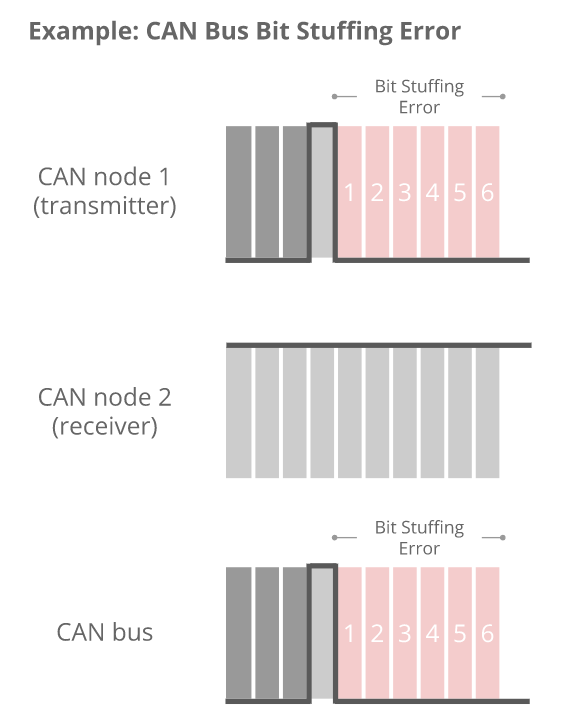 Example: CAN Bus Bit Stuffing Error
Bit Stuffing
Error
CAN node 1
(transmitter)
1 2 3 4 5 6
CAN node 2
(receiver)
Bit Stuffing
Error
CAN bus
1 2 3 4 5 6